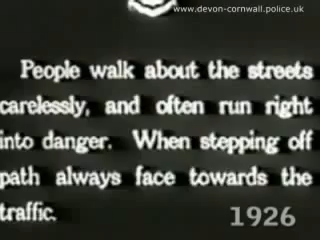 www.devon-cornwall.police.uk
People walk about the streets
carelessly, and often run right
into danger. When stepping off
path always face towards the
traffic.
1926